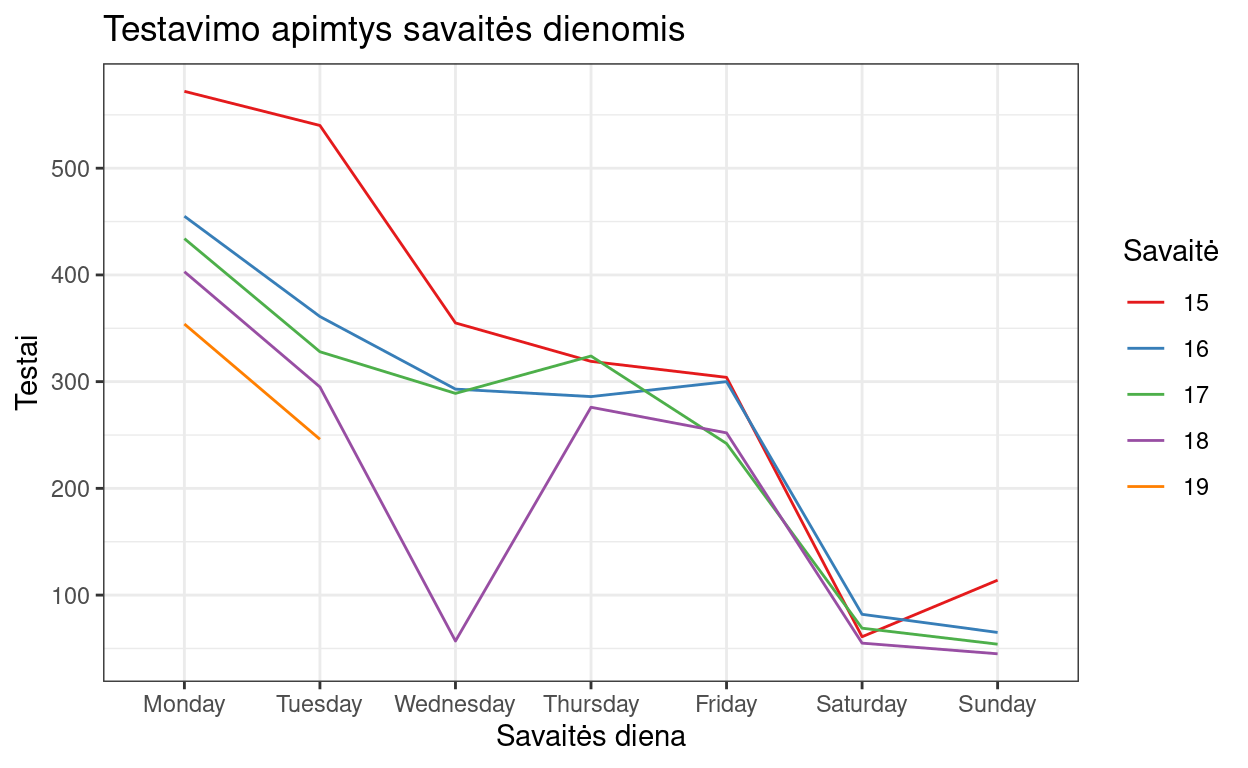 Testavimo apimtys savaitės dienomis
Testai
500
400
300
200
100
Monday Tuesday Wednesday Thursday Friday Saturday Sunday
Savaitės diena
Savaitė
15
16
17
18
19